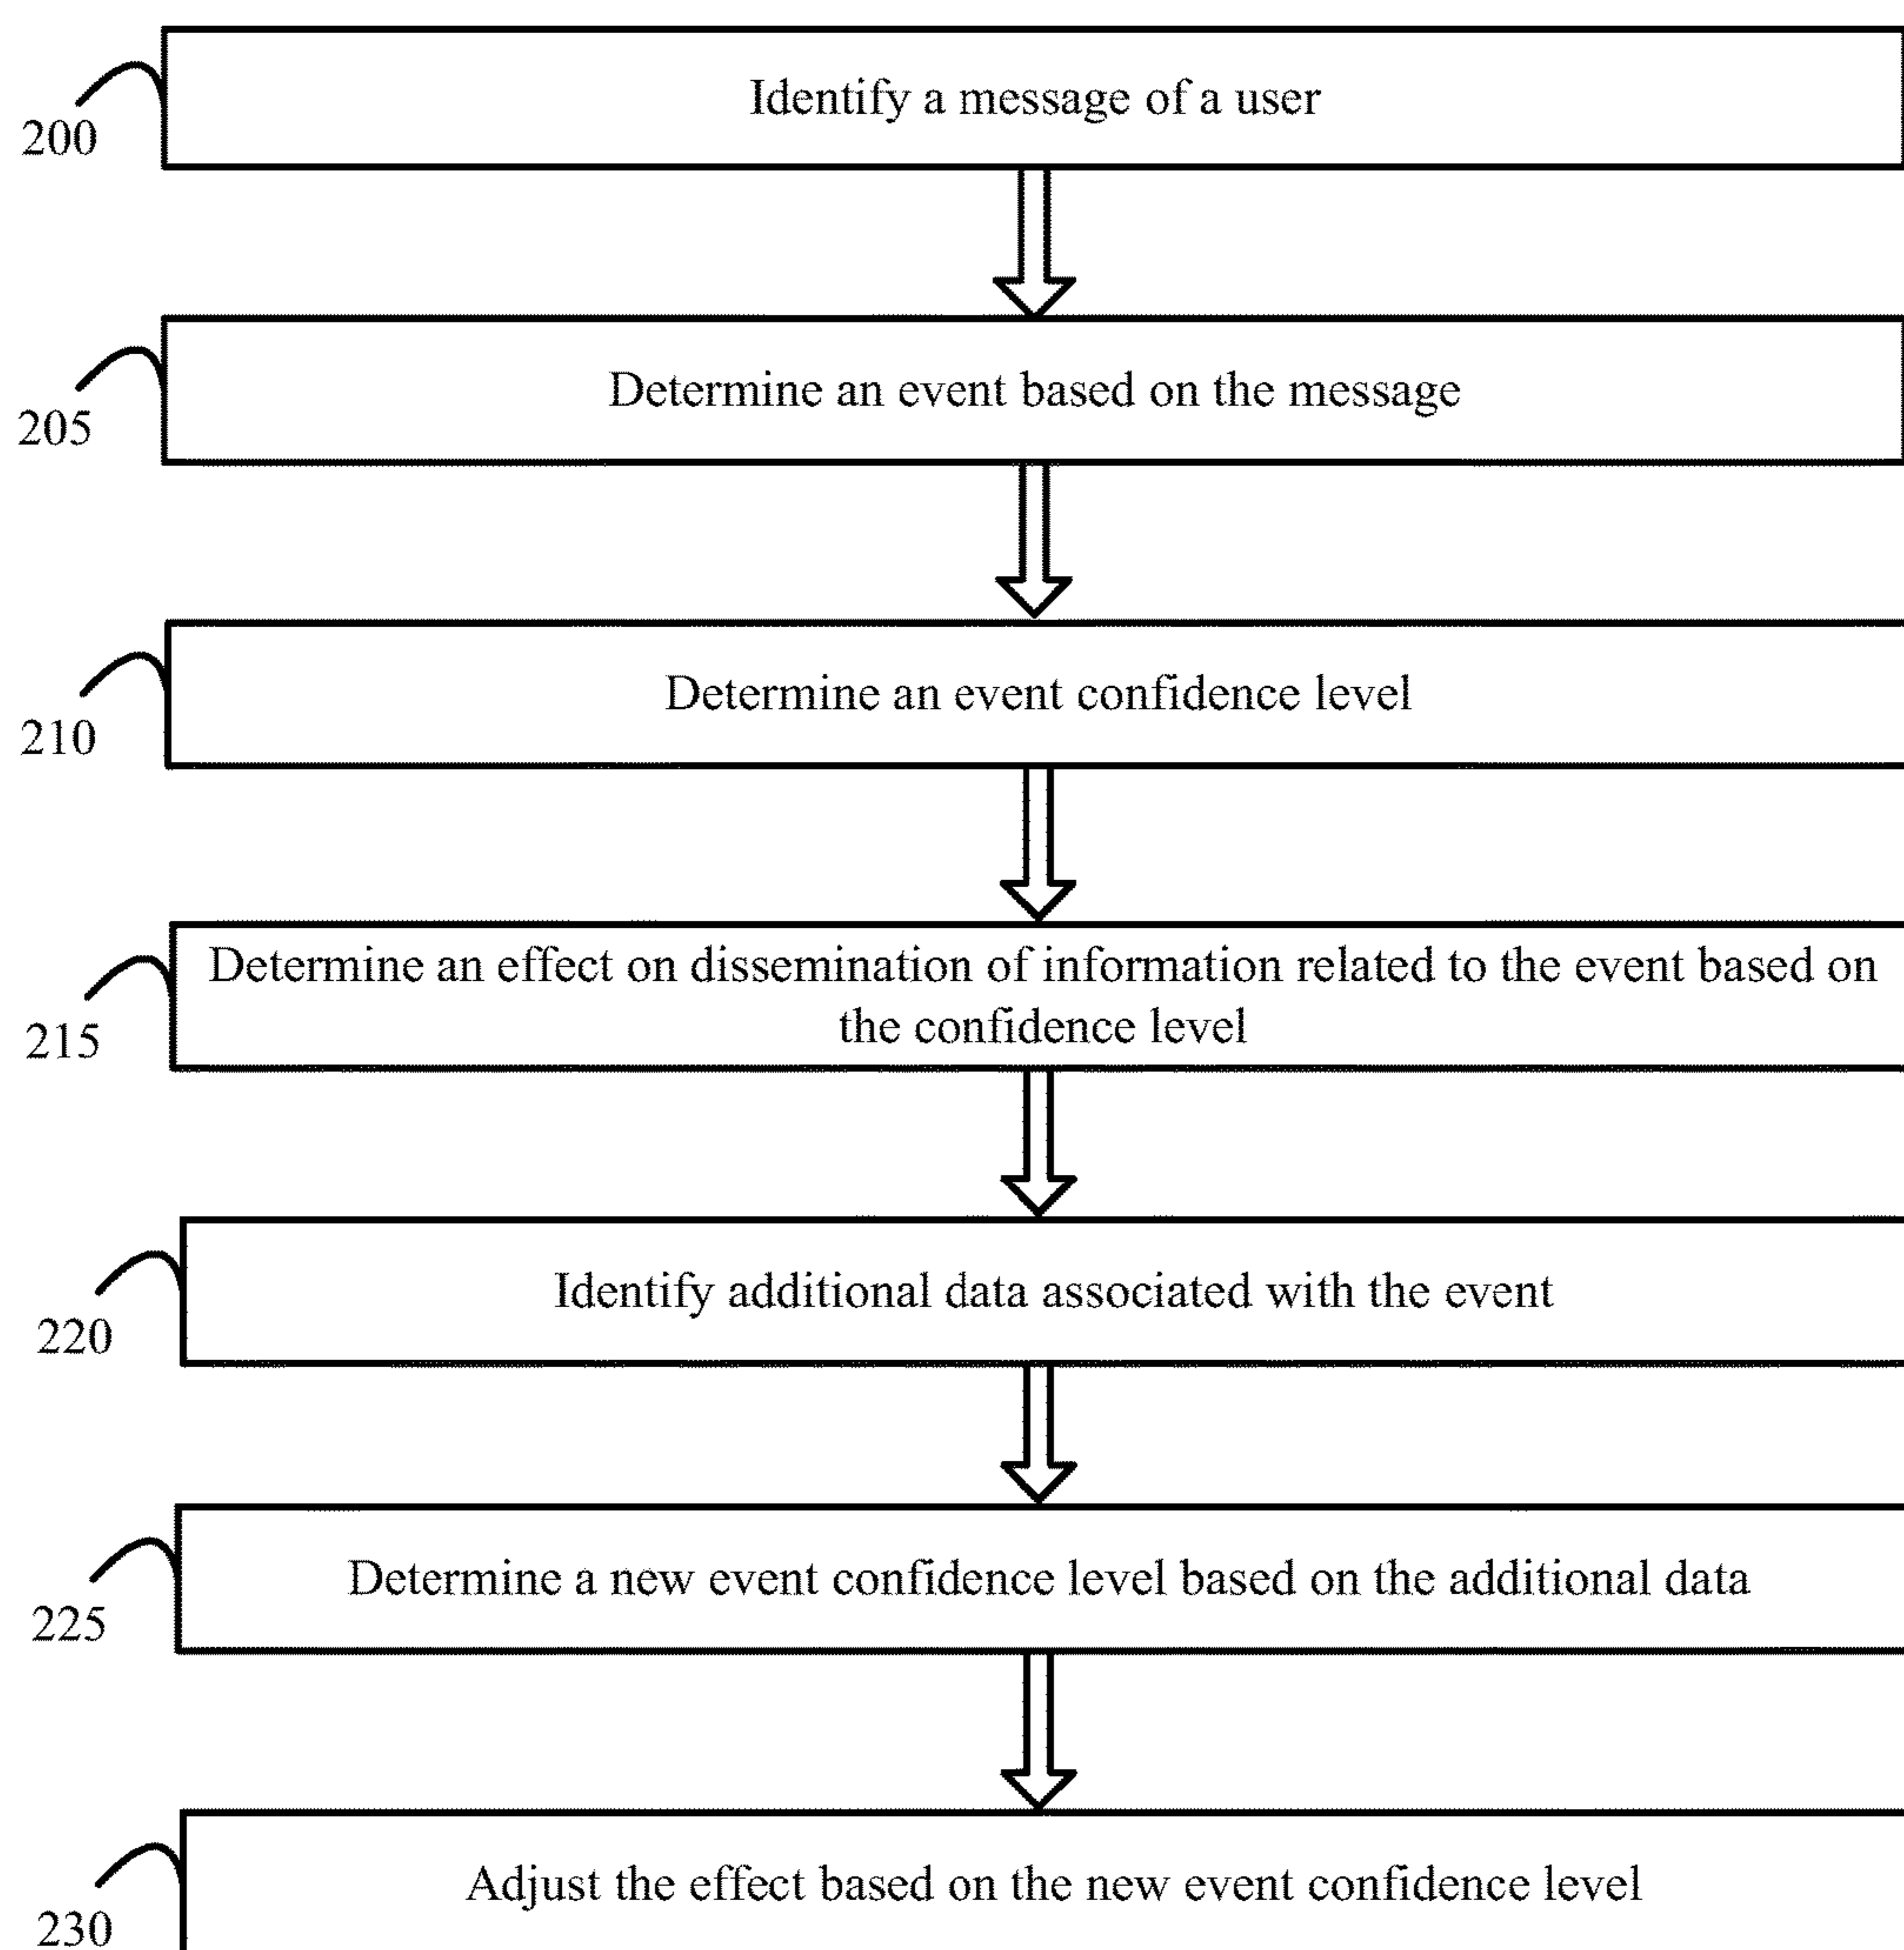 Identify a message of a user
200
Determine an event based on the message
205
Determine an event confidence level
210
Determine an effect on dissemination of information related to the event based on
the confidence level
215
Identify additional data associated with the event
220
Determine a new event confidence level based on the additional data
225
Adjust the effect based on the new event confidence level
230